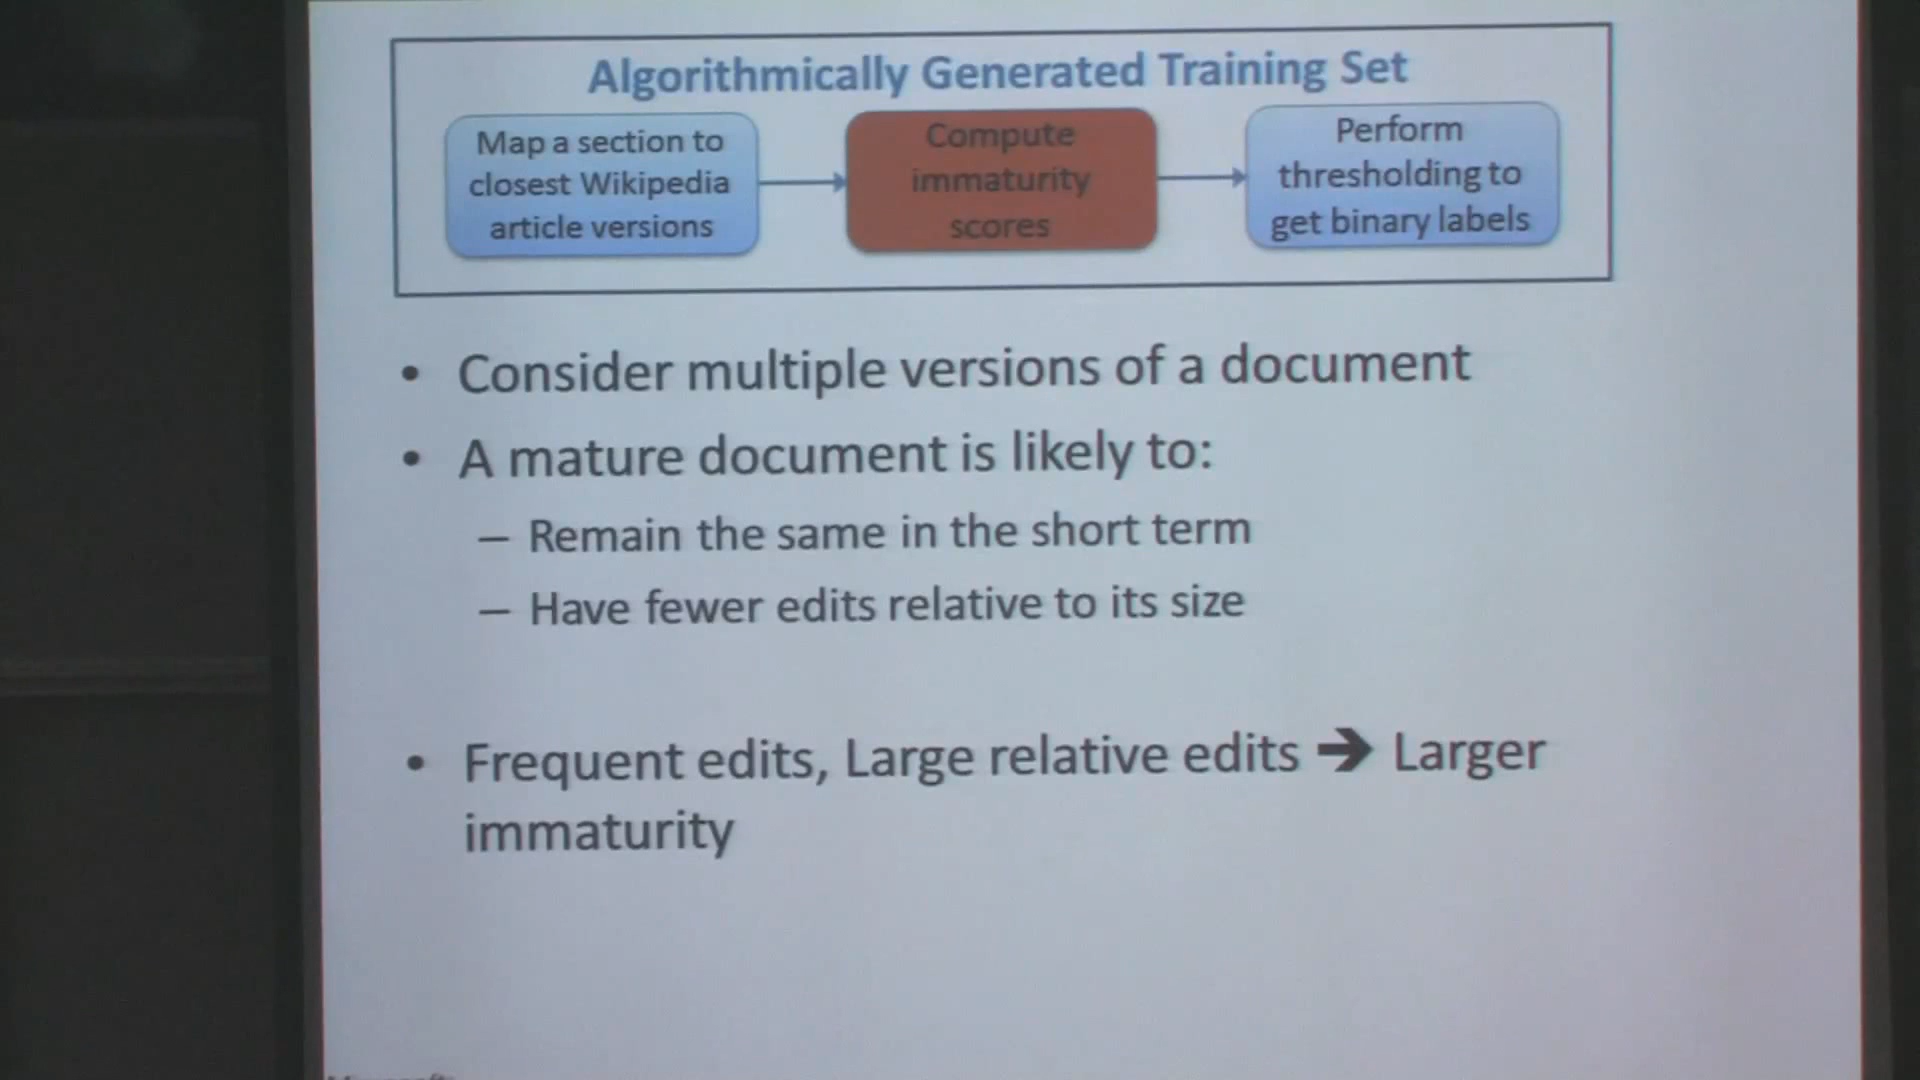 Algorithmically Generated Training Set
Map a section to
closest Wikipedia
article versions
Compute
immaturity
scores
Perform
thresholding to
get binary labels
• Consider multiple versions of a document
• A mature document is likely to:
– Remain the same in the short term
– Have fewer edits relative to its size
• Frequent edits, Large relative edits ➔ Larger
immaturity